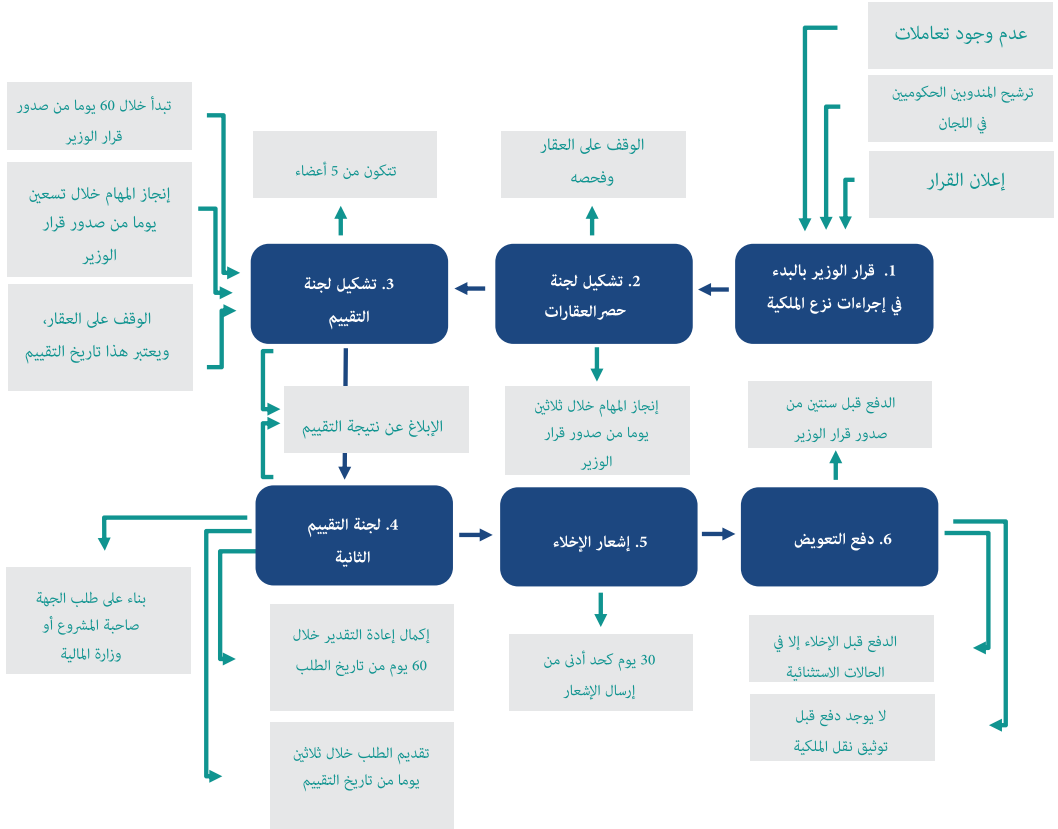 عدم وجود تعاملات
ترشيح المندوبين الحكوميين
في اللجان
إعلان القرار
1. قرار الوزير بالبدء
في إجراءات نزع الملكية
الوقف على العقار
وفحصه
2. تشكيل لجنة
حصر العقارات
إنجاز المهام خلال ثلاثين
يوما من صدور قرار
الوزير
تتكون من 5 أعضاء
3. تشكيل لجنة
التقييم
تبدأ خلال 60 يوما من صدور
قرار الوزير
إنجاز المهام خلال تسعين
يوما من صدور قرار
الوزير
الوقف على العقار،
ويعتبر هذا تاريخ التقييم
الإبلاغ عن نتيجة التقييم
4. لجنة التقييم
الثانية
بناء على طلب الجهة
صاحبة المشروع أو
وزارة المالية
إكمال إعادة التقدير خلال
60 يوم من تاريخ الطلب
تقديم الطلب خلال ثلاثين
يوما من تاريخ التقييم
5. إشعار الإخلاء
30 يوم كحد أدنى من
إرسال الإشعار
6. دفع التعويض
الدفع قبل سنتين من
صدور قرار الوزير
الدفع قبل الإخلاء إلا في
الحالات الاستثنائية
لا يوجد دفع قبل
توثيق نقل الملكية